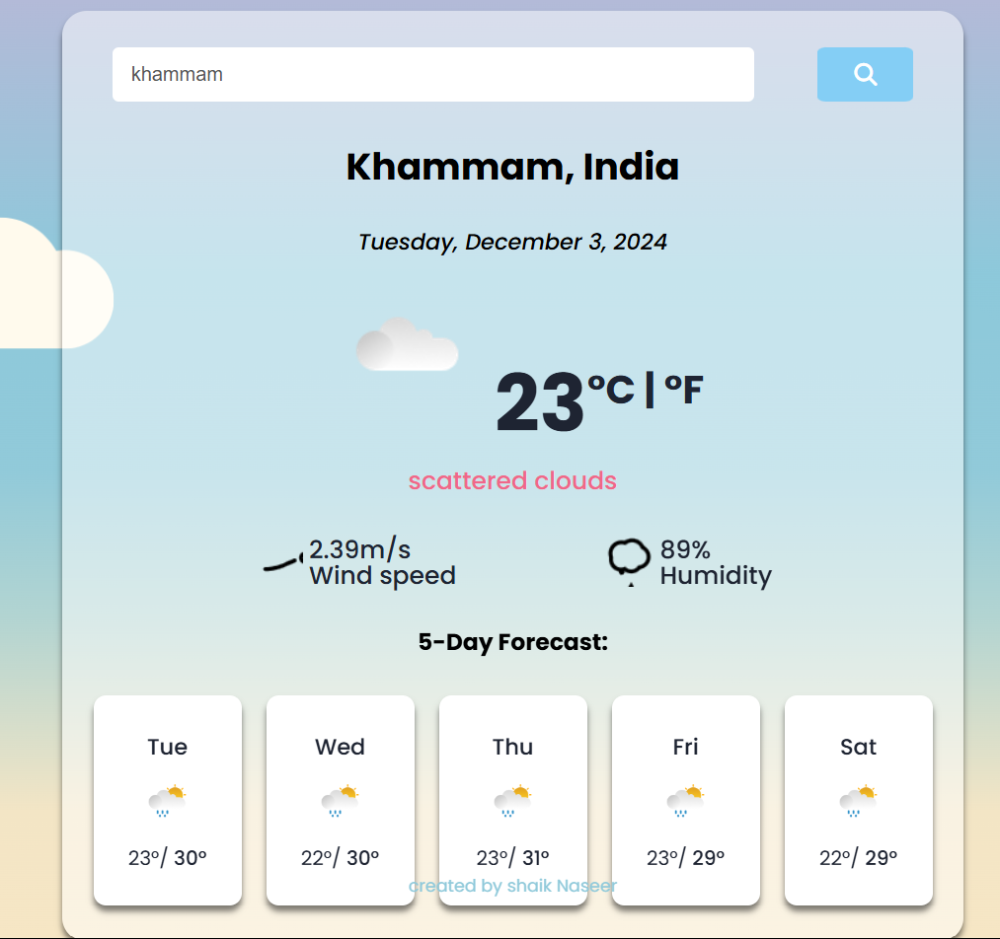 khammam
Khammam, India
Tuesday, December 3, 2024
23°C | °F
scattered clouds
2.39m/s
Wind speed
89%
Humidity
5-Day Forecast:
Tue Wed Thu Fri Sat
23°/ 30° 22°/ 30° 23°/ 31° 23°/ 29° 22°/ 29°
created by shaik Naseer